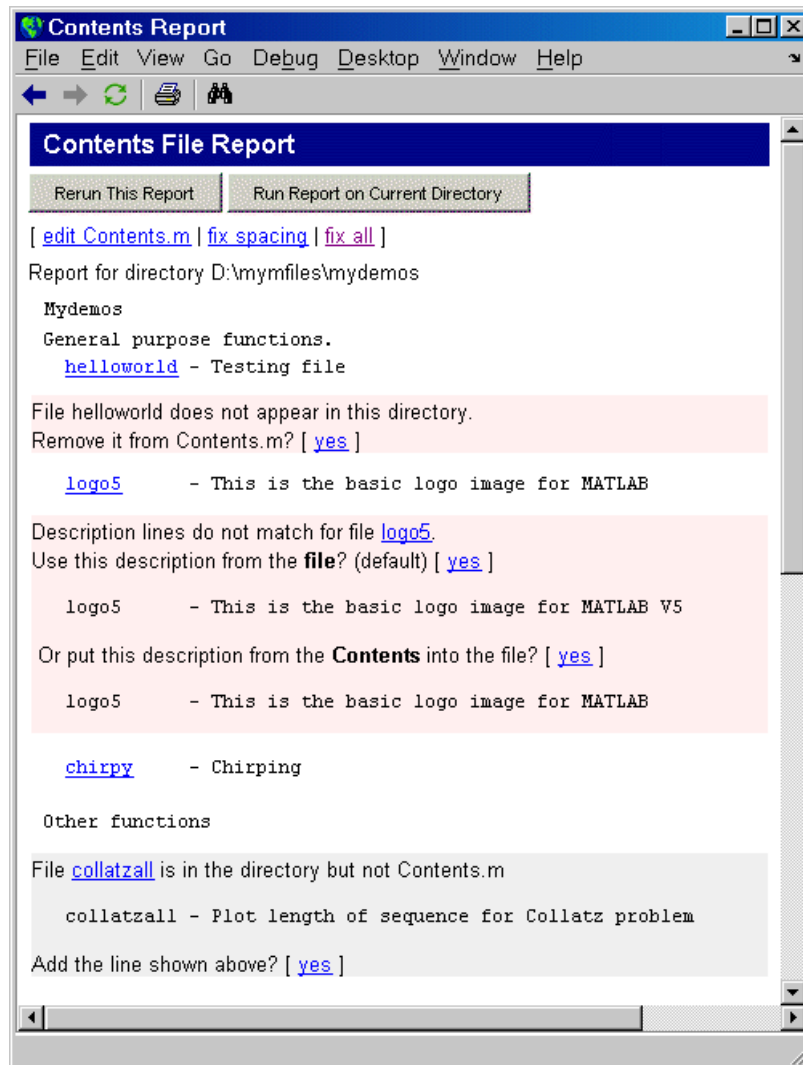 Contents Report
File Edit View Go Debug Desktop Window Help
Contents File Report
Rerun This Report Run Report on Current Directory
[ edit Contents.m | fix spacing | fix all ]
Report for directory D:\mymfiles\mydemos
Mydemos
General purpose functions.
helloworld - Testing file
File helloworld does not appear in this directory.
Remove it from Contents.m? [ yes ]
logo5 - This is the basic logo image for MATLAB
Description lines do not match for file logo5.
Use this description from the file? (default) [ yes ]
logo5 - This is the basic logo image for MATLAB V5
Or put this description from the Contents into the file? [ yes ]
logo5 - This is the basic logo image for MATLAB
chirpy - Chirping
Other functions
File collatzall is in the directory but not Contents.m
collatzall - Plot length of sequence for Collatz problem
Add the line shown above? [ yes ]